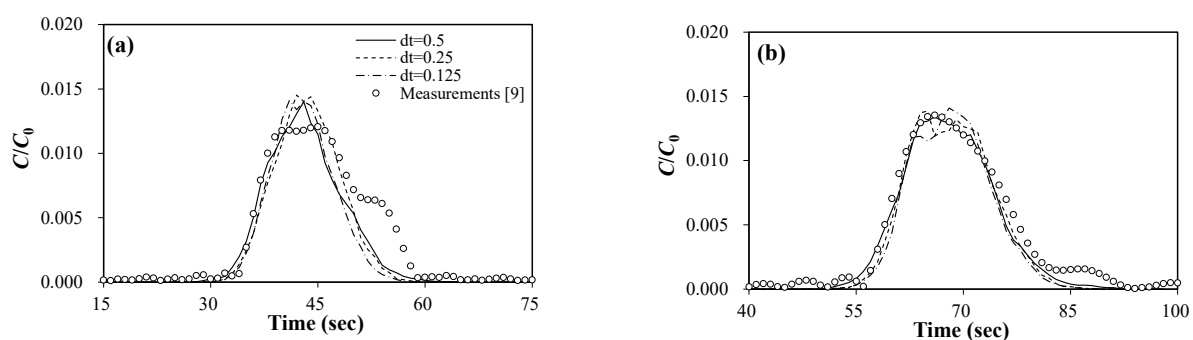 (a)
dt=0.5
dt=0.25
dt=0.125
Measurements [9]
C/C0
0.020
0.015
0.010
0.005
0.000
15 30 45 60 75
Time (sec)
(b)
C/C0
0.020
0.015
0.010
0.005
0.000
40 55 70 85 100
Time (sec)